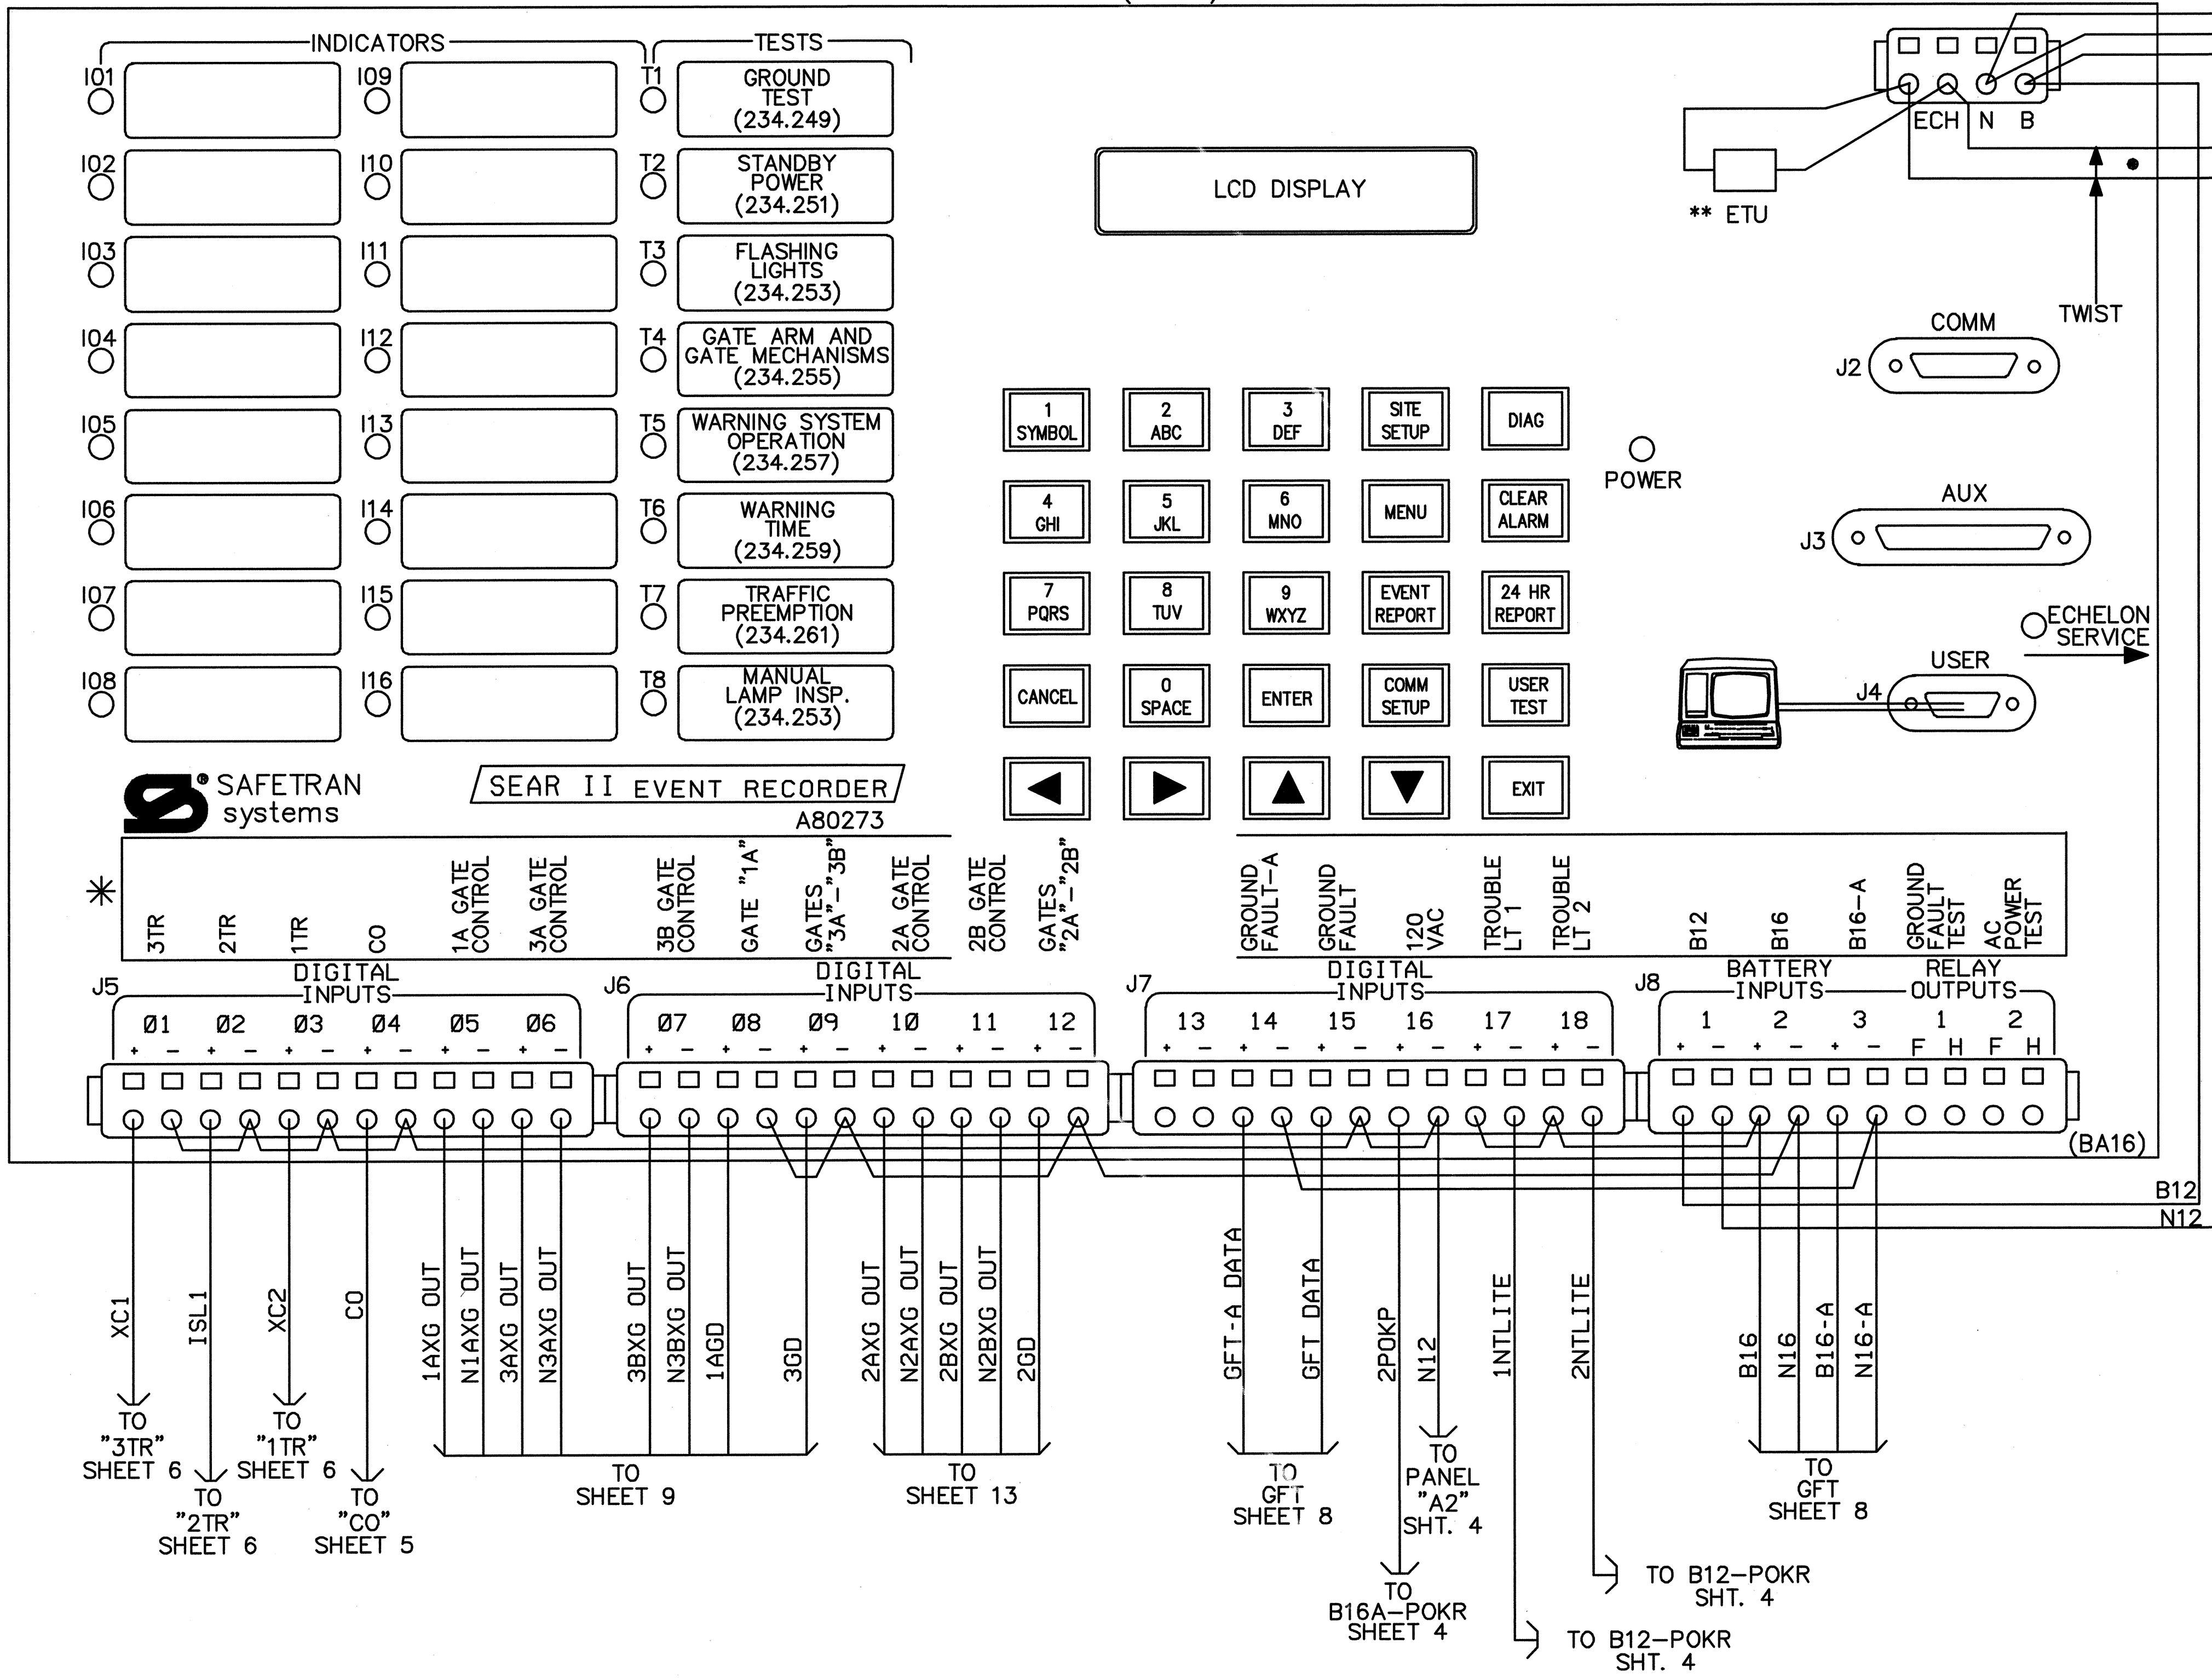 INDICATORS
TESTS
I01
I09
T1
GROUND
TEST
(234.249)
I02
I10
T2
STANDBY
POWER
(234.251)
I03
I11
T3
FLASHING
LIGHTS
(234.253)
I04
I12
T4
GATE ARM AND
GATE MECHANISMS
(234.255)
I05
I13
T5
WARNING SYSTEM
OPERATION
(234.257)
I06
I14
T6
WARNING
TIME
(234.259)
I07
I15
T7
TRAFFIC
PREEMPTION
(234.261)
I08
I16
T8
MANUAL
LAMP INSP.
(234.253)
LCD DISPLAY
ECH N B
** ETU
TWIST
COMM
J2
1
SYMBOL
2
ABC
3
DEF
SITE
SETUP
DIAG
POWER
4
GHI
5
JKL
6
MNO
MENU
CLEAR
ALARM
AUX
J3
7
PQRS
8
TUV
9
WXYZ
EVENT
REPORT
24 HR
REPORT
ECHELON
SERVICE
CANCEL
0
SPACE
ENTER
COMM
SETUP
USER
TEST
USER
J4
EXIT
® SAFETRAN
systems
SEAR II EVENT RECORDER
A80273
*
3TR
2TR
1TR
CO
1A GATE
CONTROL
3A GATE
CONTROL
3B GATE
CONTROL
GATE "1A"
GATES
"3A"-"3B"
2A GATE
CONTROL
2B GATE
CONTROL
GATES
"2A"-"2B"
GROUND
FAULT-A
GROUND
FAULT
120
VAC
TROUBLE
LT 1
TROUBLE
LT 2
B12
B16
B16-A
GROUND
FAULT
TEST
AC
POWER
TEST
J5
DIGITAL
INPUTS
Ø1 Ø2 Ø3 Ø4 Ø5 Ø6
+ - + - + - + - + - + -
J6
DIGITAL
INPUTS
Ø7 Ø8 Ø9 10 11 12
+ - + - + - + - + - + -
J7
DIGITAL
INPUTS
13 14 15 16 17 18
+ - + - + - + - + - + -
J8
BATTERY
INPUTS
RELAY
OUTPUTS
1 2 3 1 2
+ - + - + - F H F H
(BA16)
B12
N12
XC1
ISL1
XC2
CO
1AXG OUT
N1AXG OUT
3AXG OUT
N3AXG OUT
3BXG OUT
N3BXG OUT
1AGD
3GD
2AXG OUT
N2AXG OUT
2BXG OUT
N2BXG OUT
2GD
GFT-A DATA
GFT DATA
2POKP
N12
1NTLITE
2NTLITE
B16
N16
B16-A
N16-A
TO
"3TR"
SHEET 6
TO
"2TR"
SHEET 6
TO
"1TR"
SHEET 6
TO
"CO"
SHEET 5
TO
SHEET 9
TO
SHEET 13
TO
GFT
SHEET 8
TO
PANEL
"A2"
SHT. 4
TO
B16A-POKR
SHEET 4
TO
GFT
SHEET 8
TO B12-POKR
SHT. 4
TO B12-POKR
SHT. 4